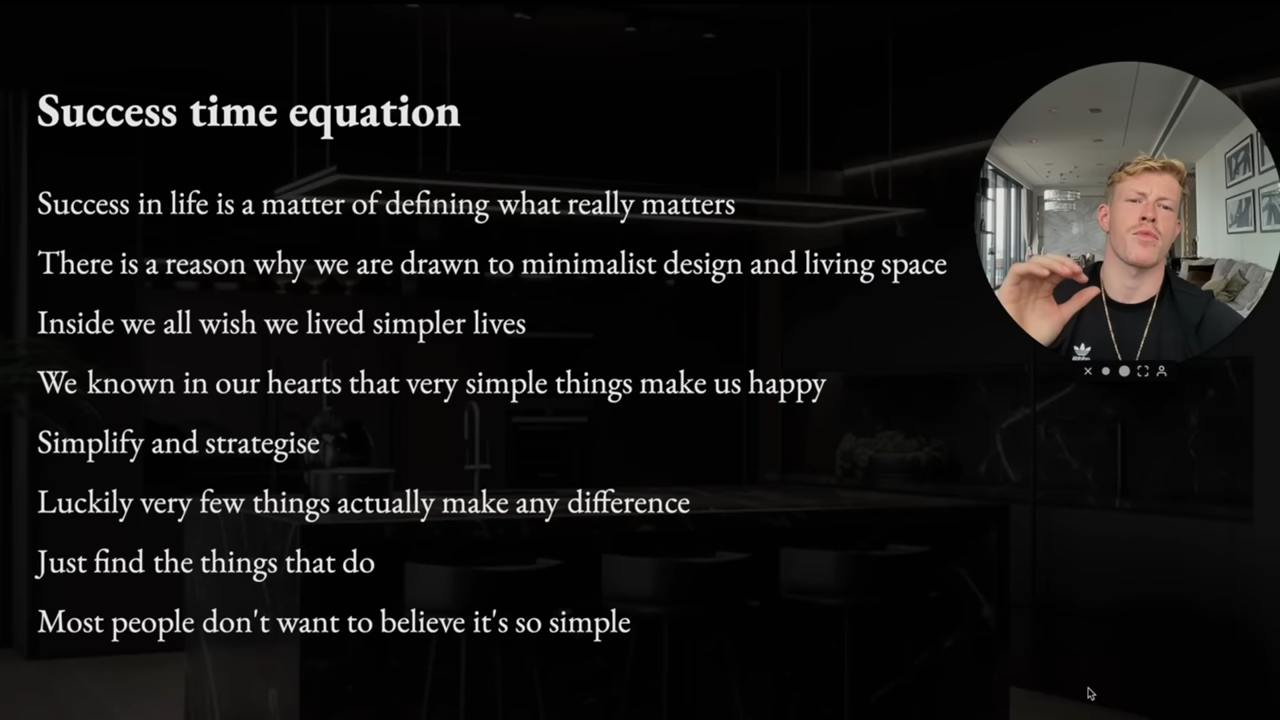 Success time equation
Success in life is a matter of defining what really matters
There is a reason why we are drawn to minimalist design and living space
Inside we all wish we lived simpler lives
We known in our hearts that very simple things make us happy
Simplify and strategise
Luckily very few things actually make any difference
Just find the things that do
Most people don't want to believe it's so simple